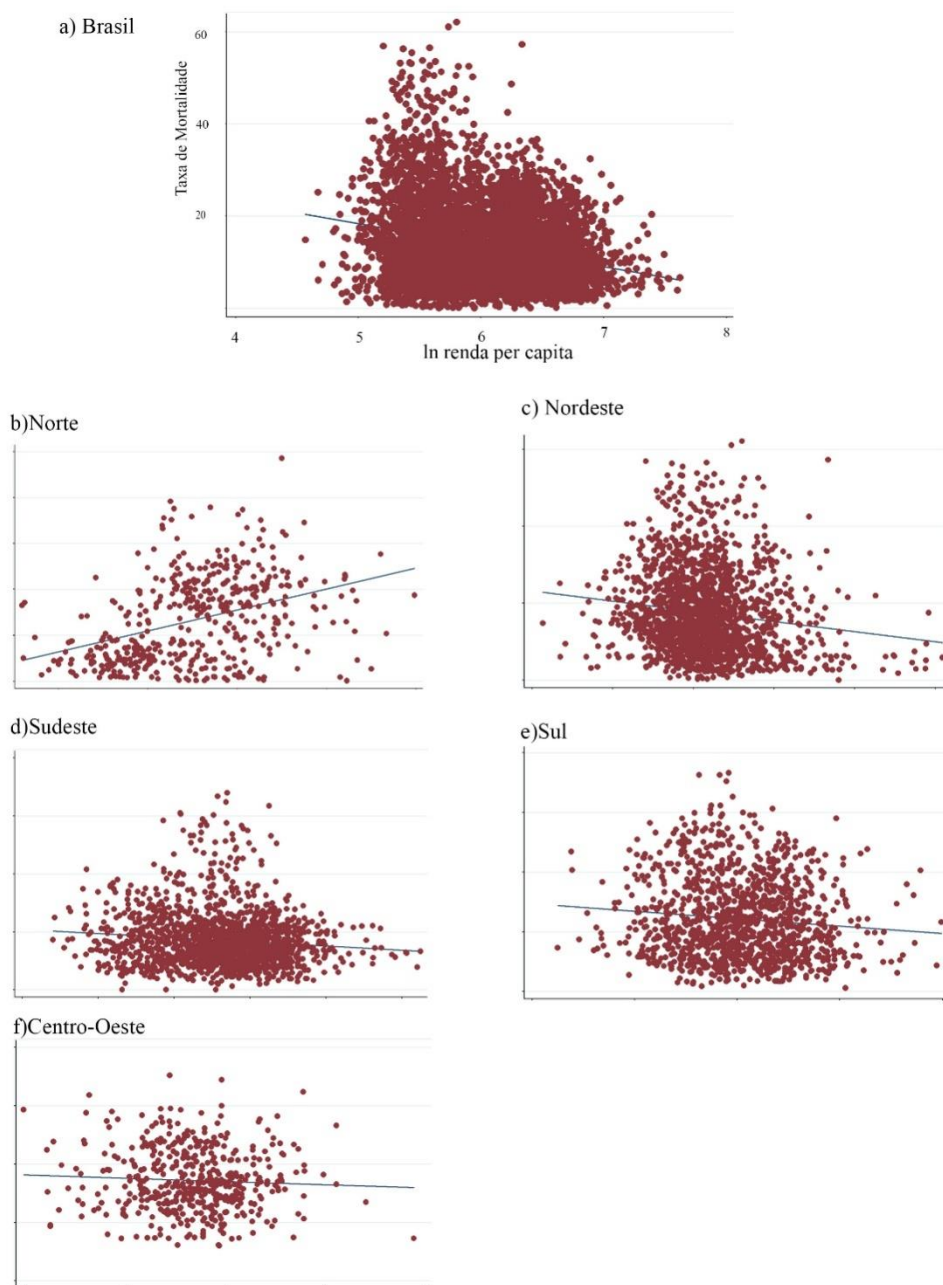 a) Brasil
Taxa de Mortalidade
60
40
20
4 5 6 7 8
ln renda per capita
b)Norte
c) Nordeste
d)Sudeste
e)Sul
f)Centro-Oeste